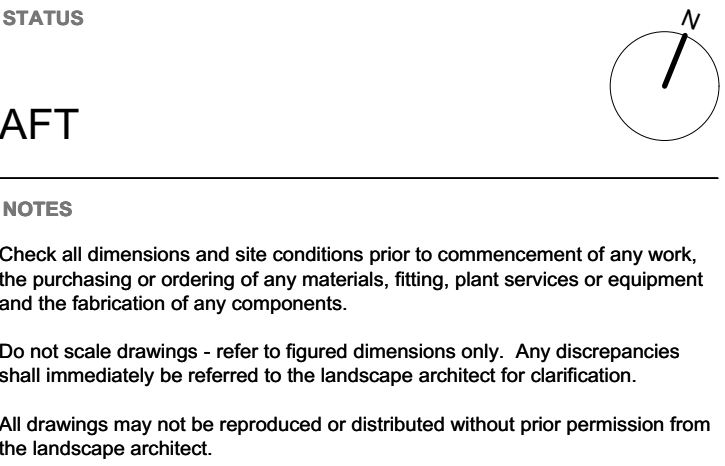 STATUS
N
AFT
NOTES
Check all dimensions and site conditions prior to commencement of any work,
the purchasing or ordering of any materials, fitting, plant services or equipment
and the fabrication of any components.
Do not scale drawings - refer to figured dimensions only.  Any discrepancies
shall immediately be referred to the landscape architect for clarification.
All drawings may not be reproduced or distributed without prior permission from
the landscape architect.